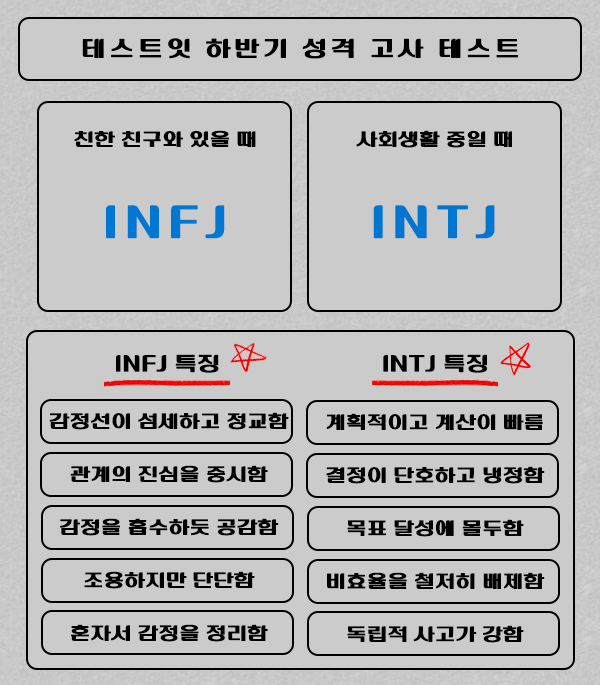 테스트잇 하반기 성격 고사 테스트
친한 친구와 있을 때
INFJ
사회생활 중일 때
INTJ
INFJ 특징
감정선이 섬세하고 정교함
관계의 진심을 중시함
감정을 흡수하듯 공감함
조용하지만 단단함
혼자서 감정을 정리함
INTJ 특징
계획적이고 계산이 빠름
결정이 단호하고 냉정함
목표 달성에 몰두함
비효율을 철저히 배제함
독립적 사고가 강함